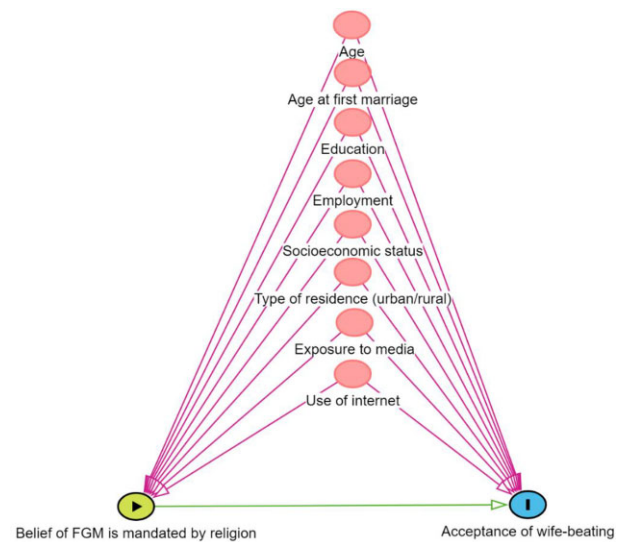 Age
Age at first marriage
Education
Employment
Socioeconomic status
Type of residence (urban/rural)
Exposure to media
Use of internet
Belief of FGM is mandated by religion
Acceptance of wife-beating